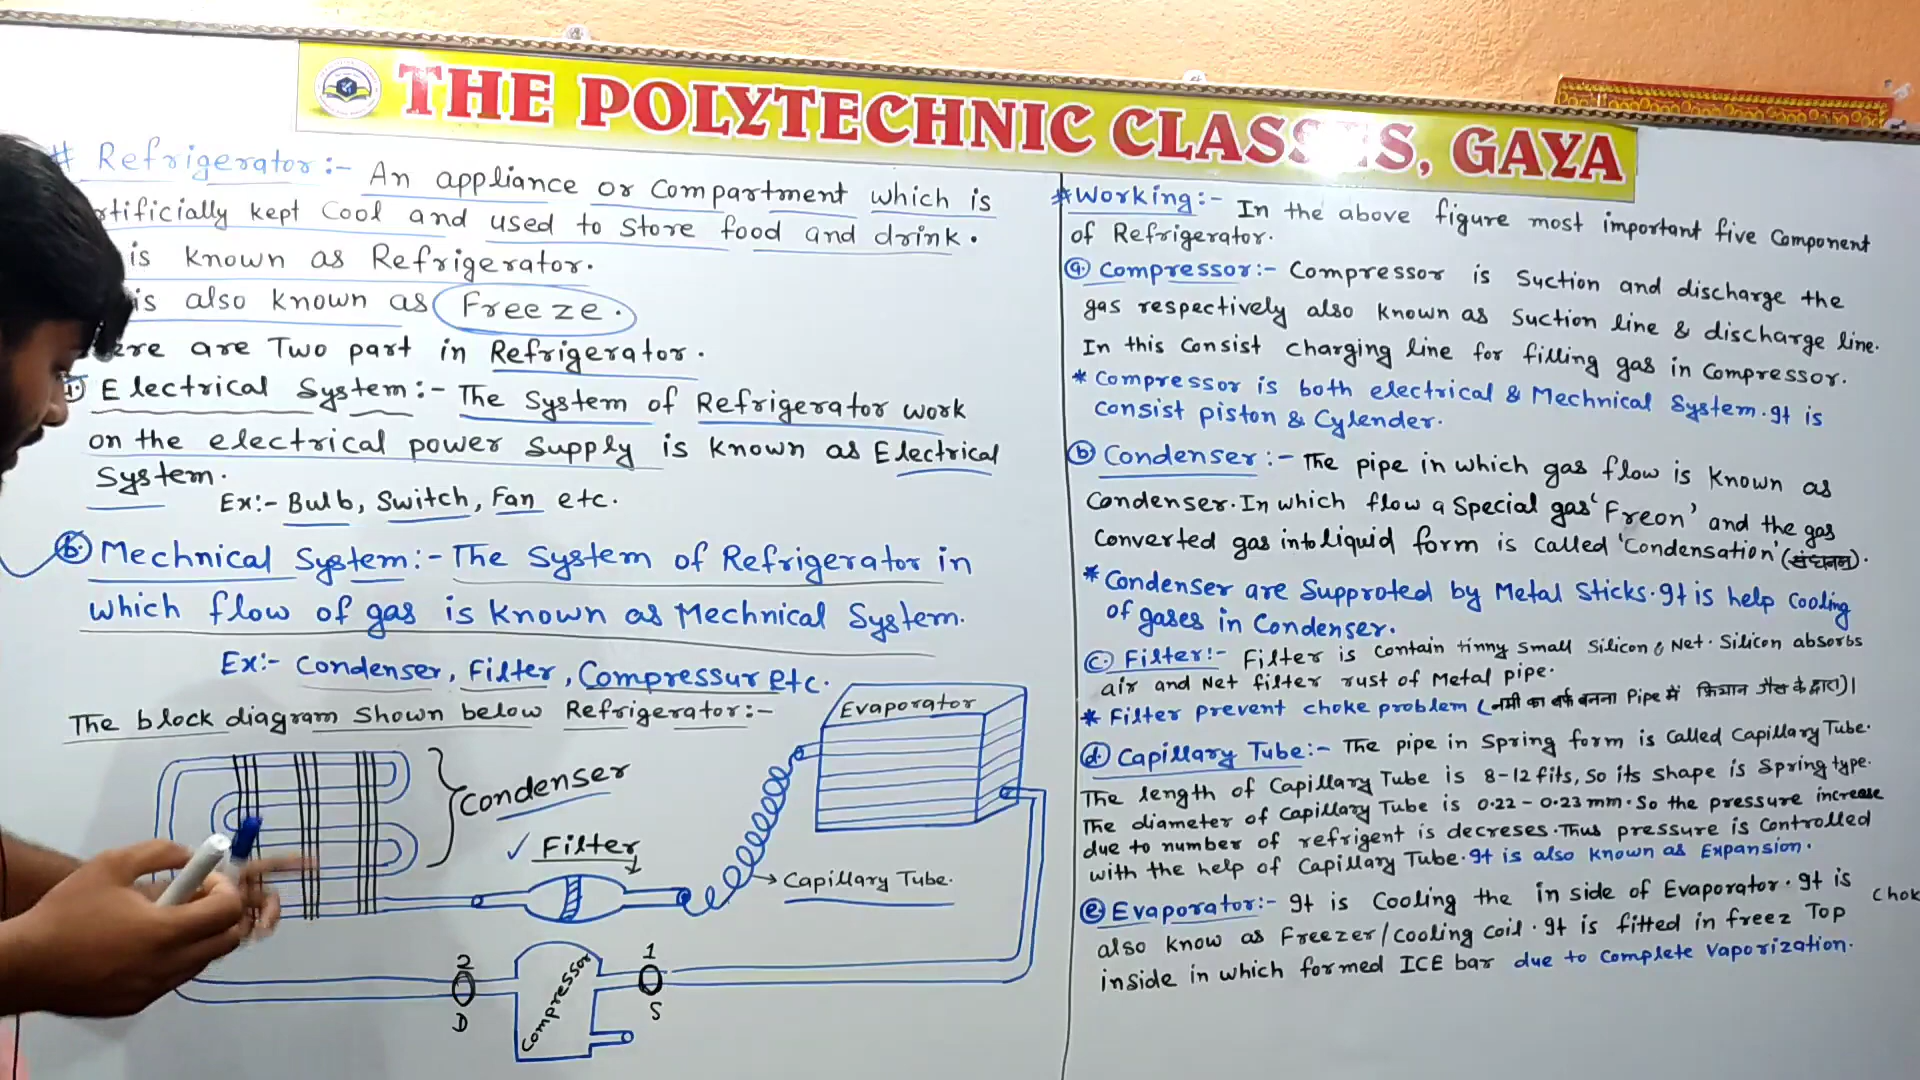 THE POLYTECHNIC CLASSES, GAYA
# Refrigerator:- An appliance or compartment which is
rtificially kept cool and used to store food and drink.
is known as Refrigerator.
is also known as Freeze.
ere are Two part in Refrigerator.
Electrical System:- The System of Refrigerator work
on the electrical power supply is known as Electrical
System.
Ex:- Bulb, Switch, Fan etc.
b. Mechnical System:- The System of Refrigerator in
which flow of gas is known as Mechnical System.
Ex:- Condenser, Filter, Compressur etc.
The block diagram shown below Refrigerator:-
Evaporator
Condenser
✓ Filter
Capillary Tube.
2
D
Compressor
1
S
*Working:- In the above figure most important five Component
of Refrigerator.
a. Compressor:- Compressor is Suction and discharge the
gas respectively also known as Suction line & discharge line.
In this Consist charging line for filling gas in Compressor.
* Compressor is both electrical & Mechnical System. It is
consist piston & Cylender.
b Condenser:- The pipe in which gas flow is known as
Condenser. In which flow a Special gas 'Freon' and the gas
Converted gas into liquid form is called 'Condensation' (संघनन).
* Condenser are Supproted by Metal Sticks. It is help Cooling
of gases in Condenser.
C. Filter:- Filter is contain tinny small Silicon & Net. Silicon absorbs
air and Net filter rust of Metal pipe.
* Filter prevent choke problem (नमी का बर्फ बनना Pipe में गैस के द्वारा)।
d. Capillary Tube:- The pipe in Spring form is called Capillary Tube.
The length of Capillary Tube is 8-12 fits, So its shape is Spring type.
The diameter of Capillary Tube is 0.22 - 0.23 mm. So the pressure increase
due to number of refrigent is decreses. Thus pressure is Controlled
with the help of Capillary Tube. It is also known as Expansion.
e Evaporator:- It is Cooling the in side of Evaporator. It is
also know as Freezer/Cooling Coil. It is fitted in freez Top
inside in which formed ICE bar due to Complete Vaporization.
Chok